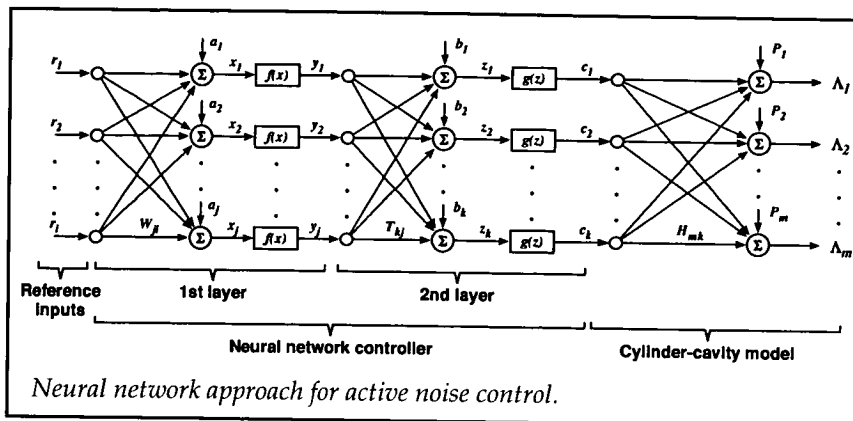 a1 b1 P1
r1 x1 y1 z1 c1 Λ1
Σ f(x) Σ g(z) Σ
a2 b2 P2
r2 x2 y2 z2 c2 Λ2
Σ f(x) Σ g(z) Σ
aj bk Pm
ri Wji xj yj Tkj zk ck Hmk Λm
Σ f(x) Σ g(z) Σ
Reference
inputs
1st layer
2nd layer
Neural network controller
Cylinder-cavity model
Neural network approach for active noise control.